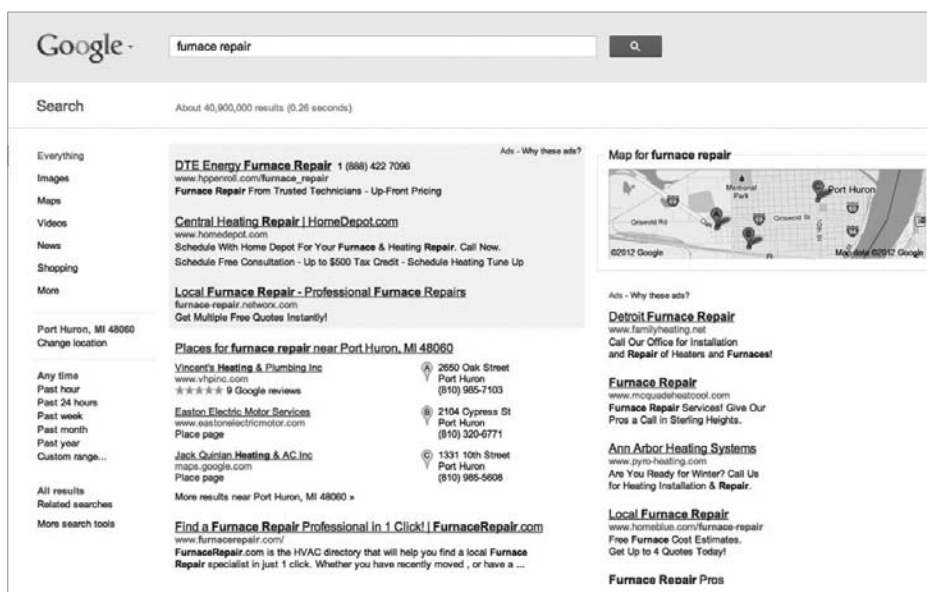 Google
furnace repair
Search
About 40,900,000 results (0.26 seconds)
Everything
Images
Maps
Videos
News
Shopping
More
Port Huron, MI 48060
Change location
Any time
Past hour
Past 24 hours
Past week
Past month
Past year
Custom range...
All results
Related searches
More search tools
Ads - Why these ads?
DTE Energy Furnace Repair 1 (888) 422 7096
www.hppenroll.com/furnace_repair
Furnace Repair From Trusted Technicians - Up-Front Pricing
Central Heating Repair | HomeDepot.com
www.homedepot.com
Schedule With Home Depot For Your Furnace & Heating Repair. Call Now.
Schedule Free Consultation - Up to $500 Tax Credit - Schedule Heating Tune Up
Local Furnace Repair - Professional Furnace Repairs
furnace-repair.networx.com
Get Multiple Free Quotes Instantly!
Places for furnace repair near Port Huron, MI 48060
Vincent's Heating & Plumbing Inc
www.vhpinc.com
9 Google reviews
A 2650 Oak Street
Port Huron
(810) 985-7103
Easton Electric Motor Services
www.eastonelectricmotor.com
Place page
B 2104 Cypress St
Port Huron
(810) 320-6771
Jack Quinlan Heating & AC Inc
maps.google.com
Place page
C 1331 10th Street
Port Huron
(810) 985-5608
More results near Port Huron, MI 48060 »
Find a Furnace Repair Professional in 1 Click! | FurnaceRepair.com
www.furnacerepair.com/
FurnaceRepair.com is the HVAC directory that will help you find a local Furnace
Repair specialist in just 1 click. Whether you have recently moved , or have a ...
Map for furnace repair
Memorial
Park
Port Huron
Griswold Rd
Griswold St
10th St
A
B
C
©2012 Google
Map data ©2012 Google
Ads - Why these ads?
Detroit Furnace Repair
www.familyheating.net
Call Our Office for Installation
and Repair of Heaters and Furnaces!
Furnace Repair
www.mcquadeheatcool.com
Furnace Repair Services! Give Our
Pros a Call in Sterling Heights.
Ann Arbor Heating Systems
www.pyro-heating.com
Are You Ready for Winter? Call Us
for Heating Installation & Repair.
Local Furnace Repair
www.homeblue.com/furnace-repair
Free Furnace Cost Estimates.
Get Up to 4 Quotes Today!
Furnace Repair Pros